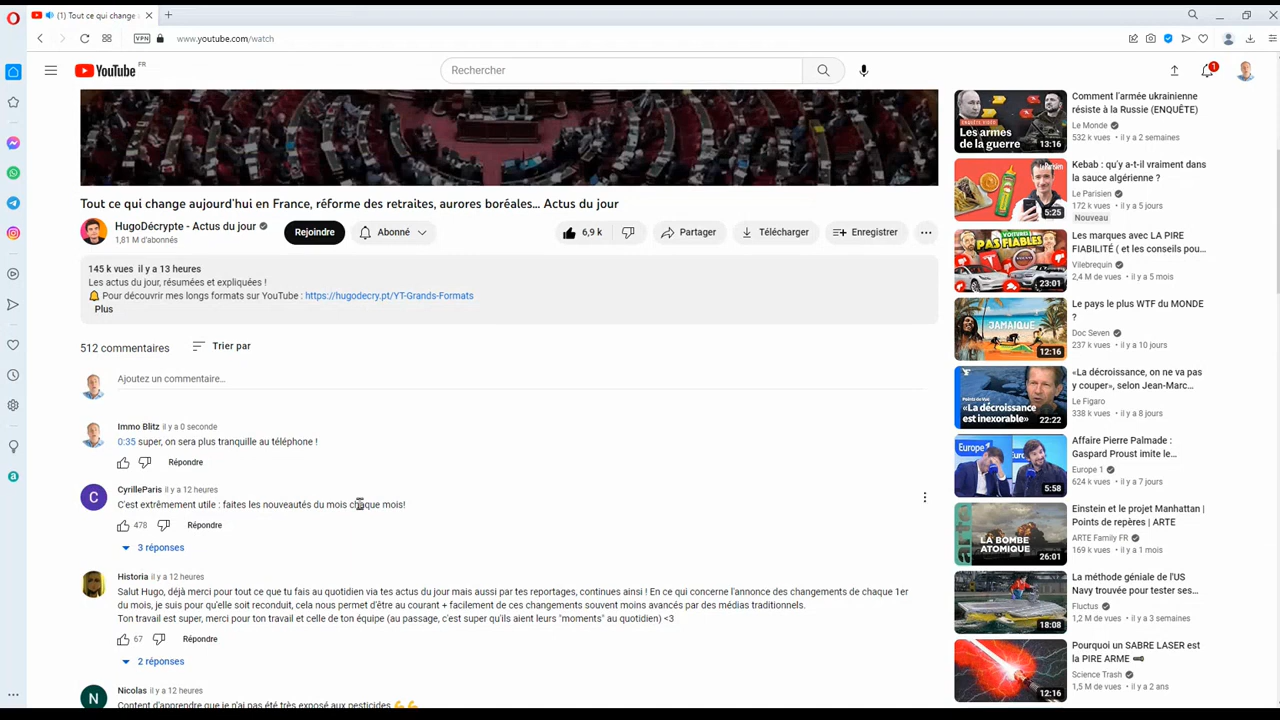 (1) Tout ce qui change
VPN
www.youtube.com/watch
YouTube FR
Rechercher
1
Tout ce qui change aujourd'hui en France, réforme des retraites, aurores boréales... Actus du jour
HugoDécrypte - Actus du jour
1,81 M d'abonnés
Rejoindre
Abonné
6,9 k
Partager
Télécharger
Enregistrer
145 k vues il y a 13 heures
Les actus du jour, résumées et expliquées !
🔔 Pour découvrir mes longs formats sur YouTube : https://hugodecry.pt/YT-Grands-Formats
Plus
512 commentaires
Trier par
Ajoutez un commentaire...
Immo Blitz il y a 0 seconde
0:35 super, on sera plus tranquille au téléphone !
Répondre
C
CyrilleParis il y a 12 heures
C'est extrêmement utile : faites les nouveautés du mois chaque mois!
478
Répondre
3 réponses
Historia il y a 12 heures
Salut Hugo, déjà merci pour tout ce que tu fais au quotidien via tes actus du jour mais aussi par tes reportages, continues ainsi ! En ce qui concerne l'annonce des changements de chaque 1er
du mois, je suis pour qu'elle soit reconduit, cela nous permet d'être au courant + facilement de ces changements souvent moins avancés par des médias traditionnels.
Ton travail est super, merci pour ton travail et celle de ton équipe (au passage, c'est super qu'ils aient leurs "moments" au quotidien) <3
67
Répondre
2 réponses
N
Nicolas il y a 12 heures
Content d'apprendre que je n'ai pas été très exposé aux pesticides 💪💪
Les armes
de la guerre
13:16
Comment l'armée ukrainienne
résiste à la Russie (ENQUÊTE)
Le Monde
532 k vues • il y a 2 semaines
Le Parisien
5:25
Kebab : qu'y a-t-il vraiment dans
la sauce algérienne ?
Le Parisien
172 k vues • il y a 5 jours
Nouveau
VOITURES
PAS FIABLES
23:01
Les marques avec LA PIRE
FIABILITÉ ( et les conseils pou...
Vilebrequin
2,4 M de vues • il y a 5 mois
JAMAIQUE
12:16
Le pays le plus WTF du MONDE
?
Doc Seven
237 k vues • il y a 10 jours
Points de Vue
«La décroissance
est inexorable»
22:22
«La décroissance, on ne va pas
y couper», selon Jean-Marc...
Le Figaro
338 k vues • il y a 8 jours
Europe 1
5:58
Affaire Pierre Palmade :
Gaspard Proust imite le...
Europe 1
624 k vues • il y a 7 jours
arte
LA BOMBE
ATOMIQUE
26:01
Einstein et le projet Manhattan |
Points de repères | ARTE
ARTE Family FR
169 k vues • il y a 1 mois
18:08
La méthode géniale de l'US
Navy trouvée pour tester ses...
Fluctus
1,2 M de vues • il y a 3 semaines
12:16
Pourquoi un SABRE LASER est
la PIRE ARME
Science Trash
1,5 M de vues • il y a 2 ans